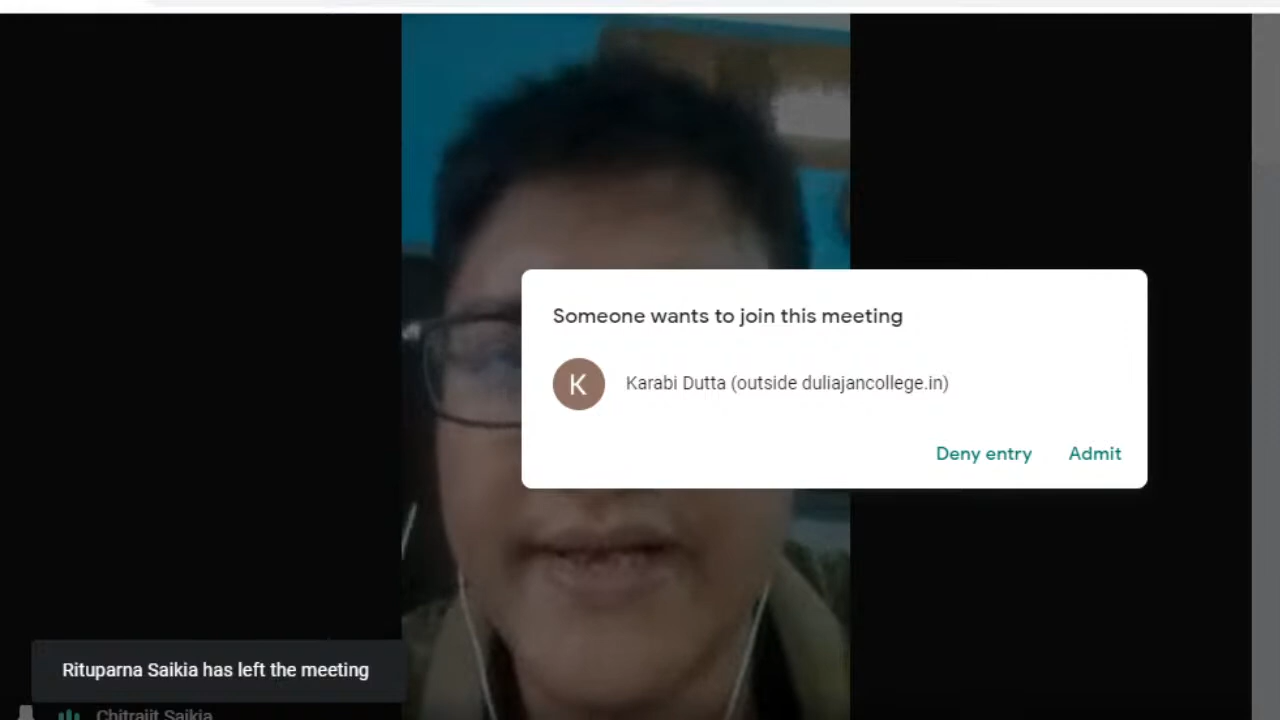 Someone wants to join this meeting
K
Karabi Dutta (outside duliajancollege.in)
Deny entry Admit
Rituparna Saikia has left the meeting
Chitrajit Saikia